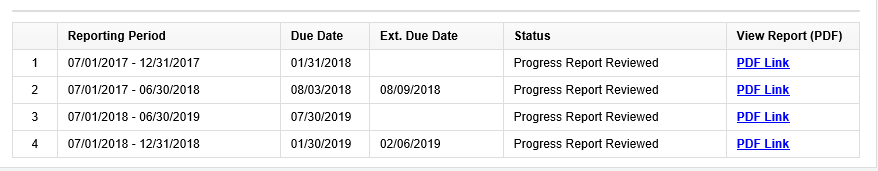 Reporting Period Due Date Ext. Due Date Status View Report (PDF)
1 07/01/2017 - 12/31/2017 01/31/2018 Progress Report Reviewed PDF Link
2 07/01/2017 - 06/30/2018 08/03/2018 08/09/2018 Progress Report Reviewed PDF Link
3 07/01/2018 - 06/30/2019 07/30/2019 Progress Report Reviewed PDF Link
4 07/01/2018 - 12/31/2018 01/30/2019 02/06/2019 Progress Report Reviewed PDF Link